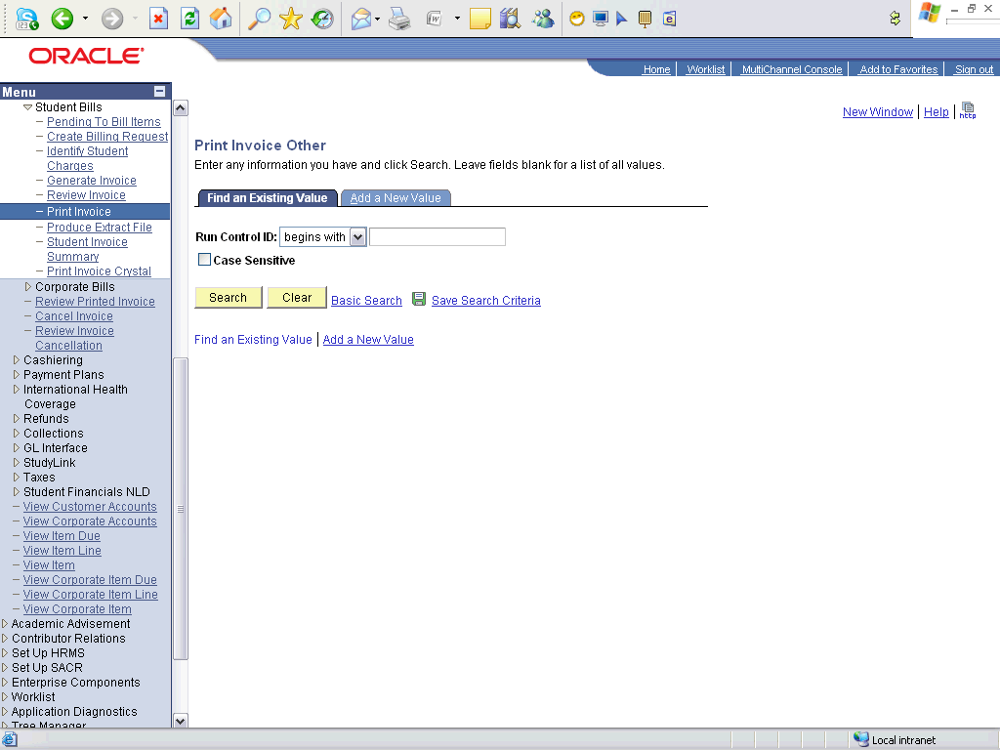 ORACLE®
Home
Worklist
MultiChannel Console
Add to Favorites
Sign out
Menu
Student Bills
Pending To Bill Items
Create Billing Request
Identify Student
Charges
Generate Invoice
Review Invoice
Print Invoice
Produce Extract File
Student Invoice
Summary
Print Invoice Crystal
Corporate Bills
Review Printed Invoice
Cancel Invoice
Review Invoice
Cancellation
Cashiering
Payment Plans
International Health
Coverage
Refunds
Collections
GL Interface
StudyLink
Taxes
Student Financials NLD
View Customer Accounts
View Corporate Accounts
View Item Due
View Item Line
View Item
View Corporate Item Due
View Corporate Item Line
View Corporate Item
Academic Advisement
Contributor Relations
Set Up HRMS
Set Up SACR
Enterprise Components
Worklist
Application Diagnostics
Tree Manager
New Window | Help |
http
Print Invoice Other
Enter any information you have and click Search. Leave fields blank for a list of all values.
Find an Existing Value
Add a New Value
Run Control ID: begins with
Case Sensitive
Search
Clear
Basic Search
Save Search Criteria
Find an Existing Value | Add a New Value
Local intranet